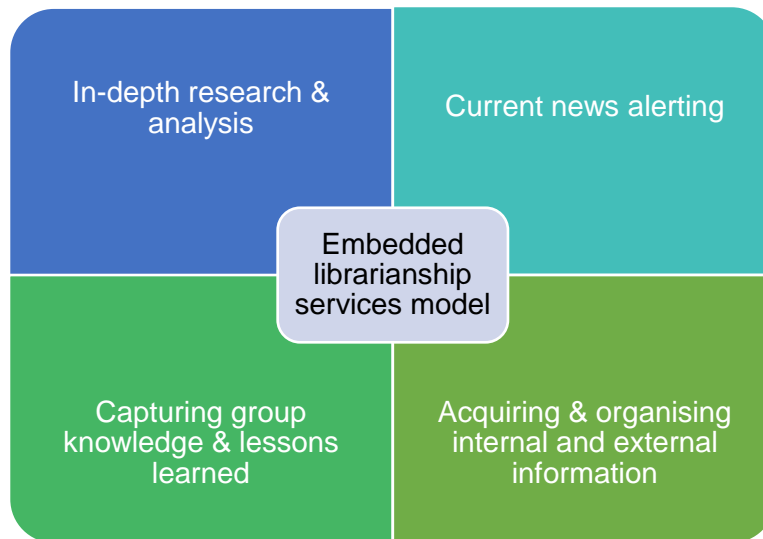 In-depth research &
analysis
Current news alerting
Embedded
librarianship
services model
Capturing group
knowledge & lessons
learned
Acquiring & organising
internal and external
information